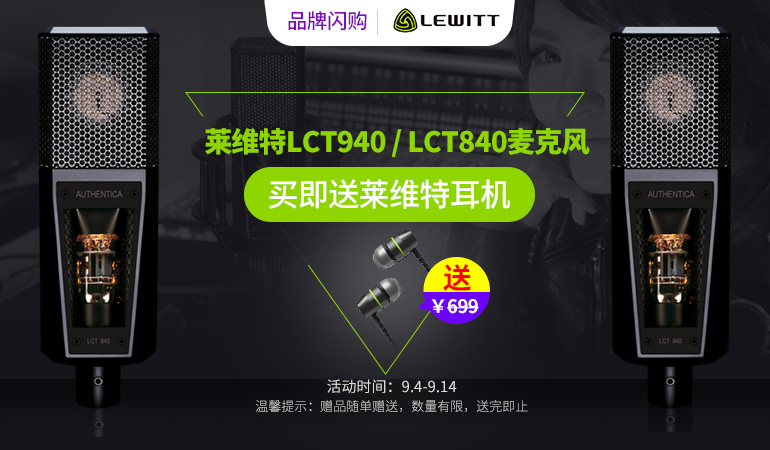 品牌闪购 LEWITT
莱维特LCT940 / LCT840麦克风
买即送莱维特耳机
AUTHENTICA
AUTHENTICA
送
￥699
LCT 840
LCT 940
活动时间：9.4-9.14
温馨提示：赠品随单赠送，数量有限，送完即止